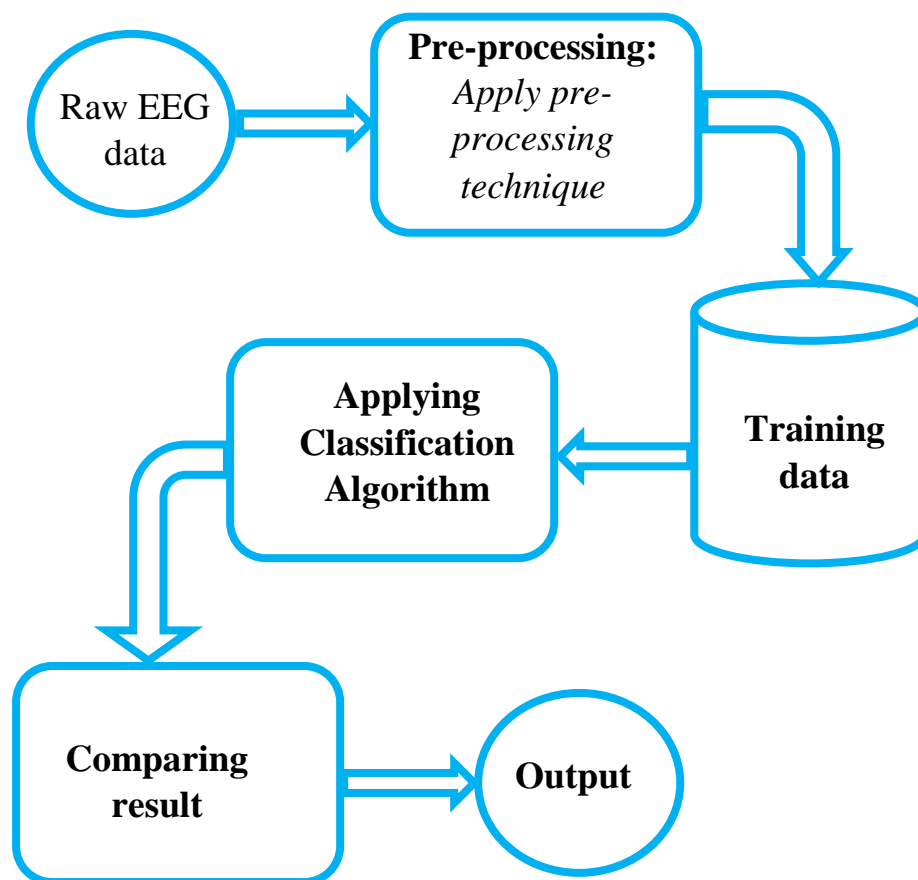 Raw EEG
data
Pre-processing:
Apply pre-
processing
technique
Training
data
Applying
Classification
Algorithm
Comparing
result
Output